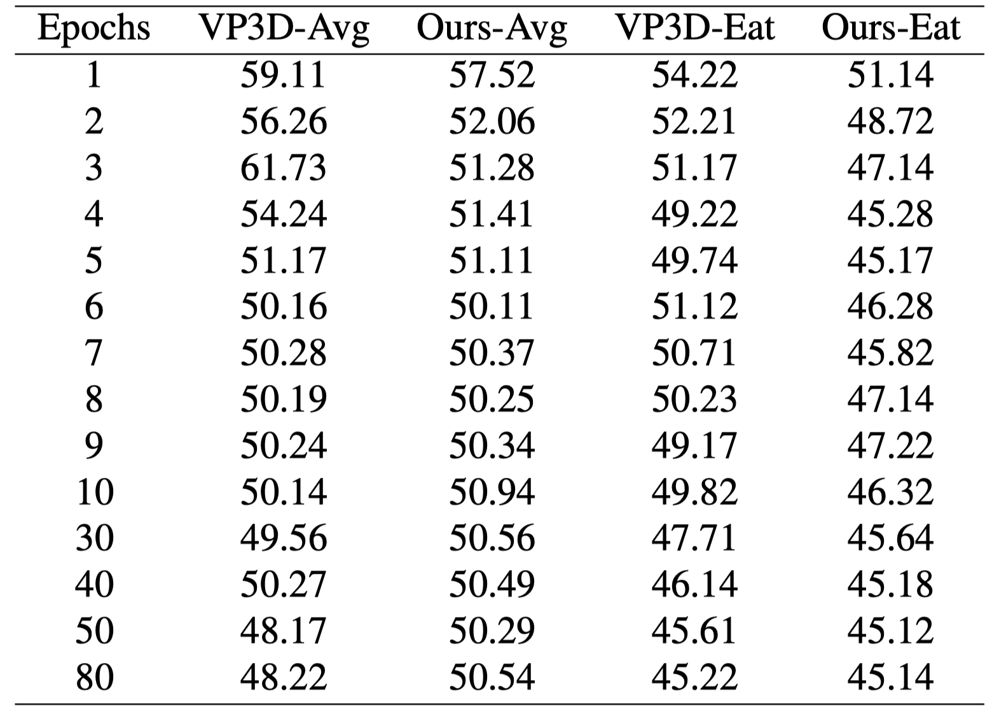 Epochs VP3D-Avg Ours-Avg VP3D-Eat Ours-Eat
1 59.11 57.52 54.22 51.14
2 56.26 52.06 52.21 48.72
3 61.73 51.28 51.17 47.14
4 54.24 51.41 49.22 45.28
5 51.17 51.11 49.74 45.17
6 50.16 50.11 51.12 46.28
7 50.28 50.37 50.71 45.82
8 50.19 50.25 50.23 47.14
9 50.24 50.34 49.17 47.22
10 50.14 50.94 49.82 46.32
30 49.56 50.56 47.71 45.64
40 50.27 50.49 46.14 45.18
50 48.17 50.29 45.61 45.12
80 48.22 50.54 45.22 45.14